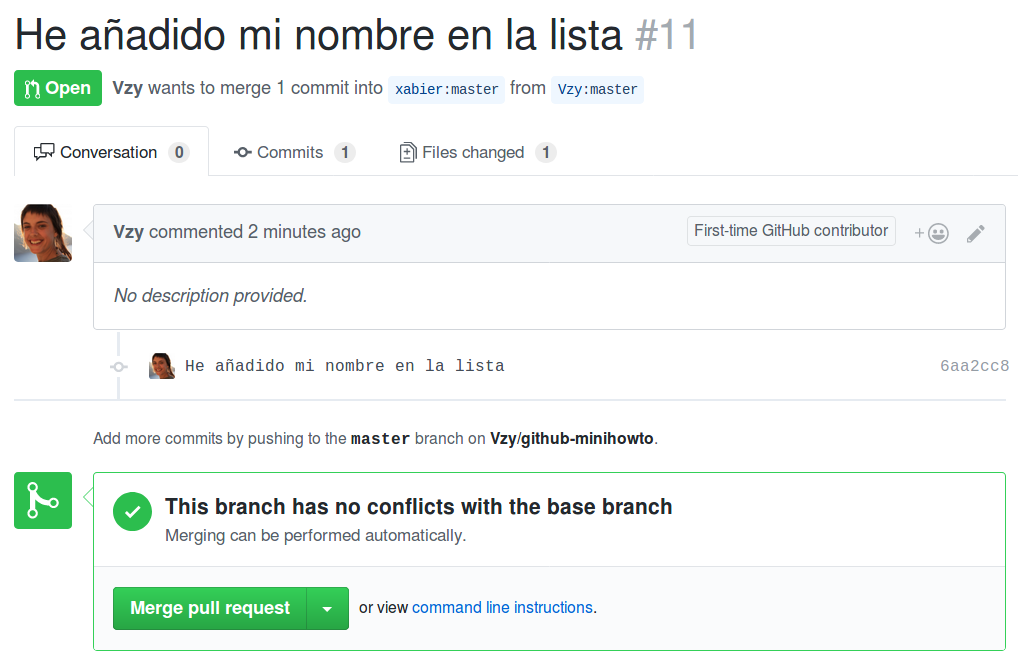 He añadido mi nombre en la lista #11
Open Vzy wants to merge 1 commit into xabier:master from Vzy:master
Conversation 0 Commits 1 Files changed 1
Vzy commented 2 minutes ago First-time GitHub contributor +
No description provided.
He añadido mi nombre en la lista 6aa2cc8
Add more commits by pushing to the master branch on Vzy/github-minihowto.
This branch has no conflicts with the base branch
Merging can be performed automatically.
Merge pull request or view command line instructions.